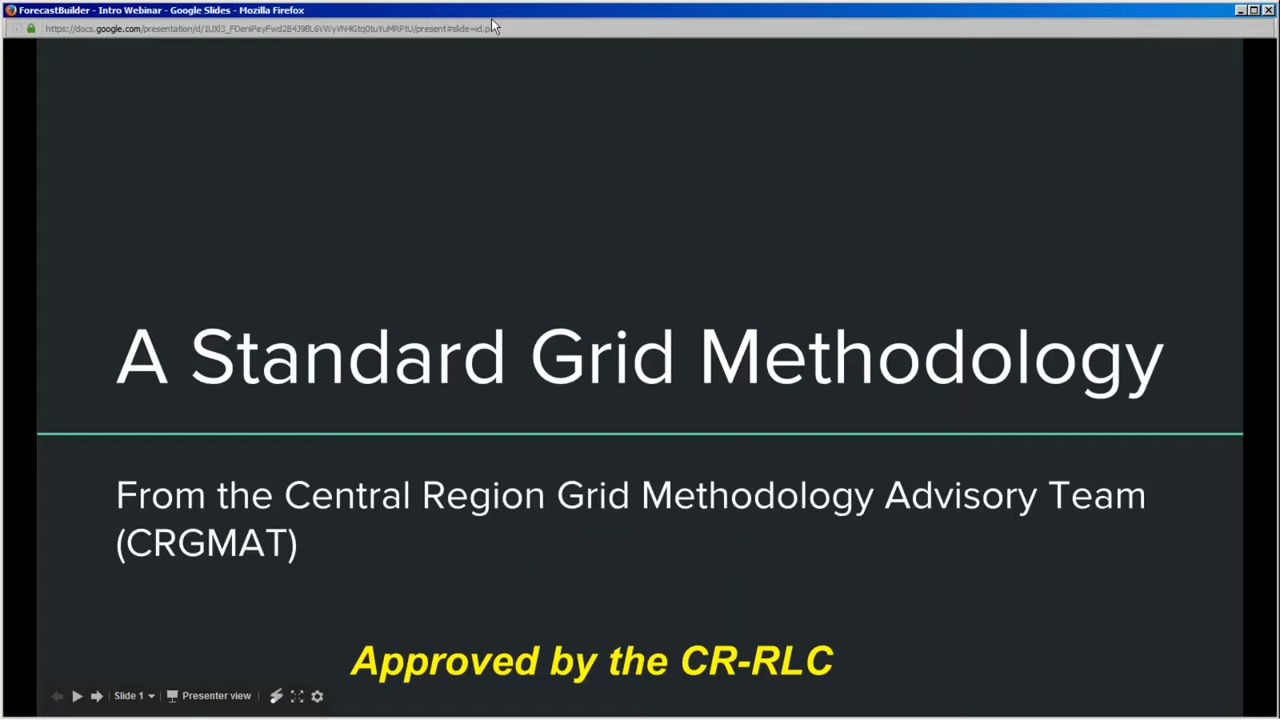 ForecastBuilder - Intro Webinar - Google Slides - Mozilla Firefox
A Standard Grid Methodology
From the Central Region Grid Methodology Advisory Team
(CRGMAT)
Approved by the CR-RLC
Slide 1
Presenter view